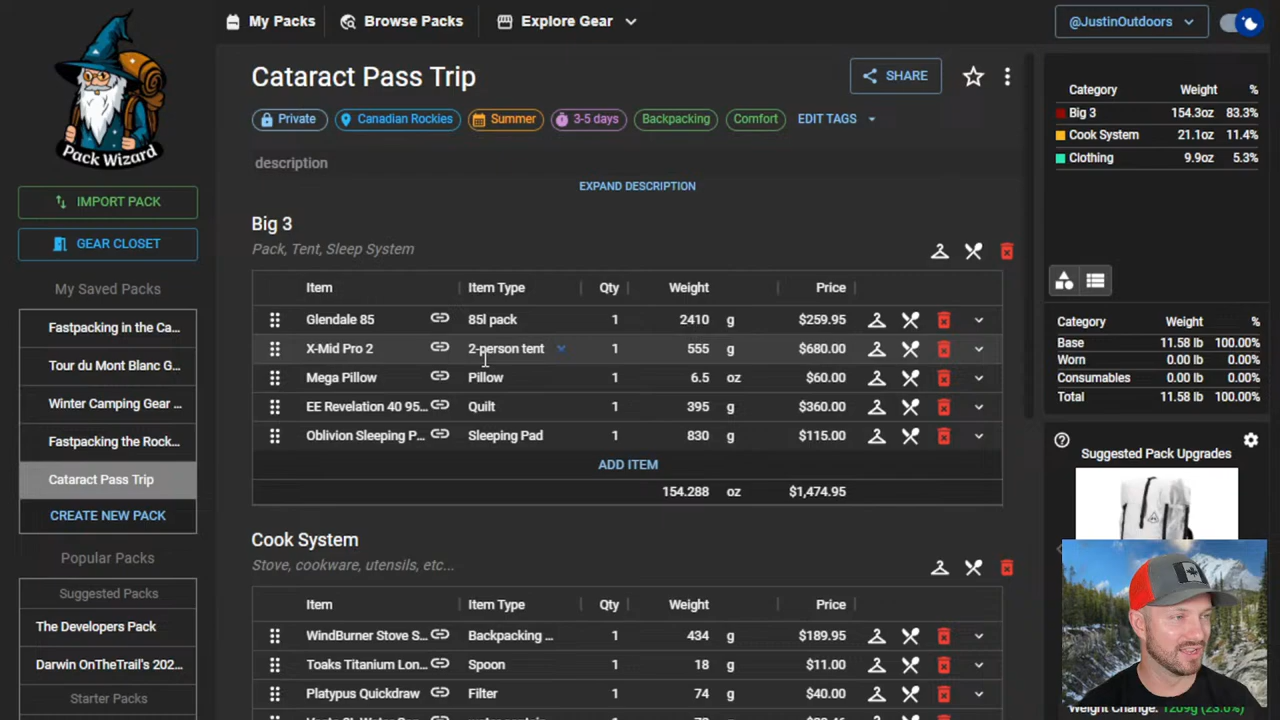 My Packs
Browse Packs
Explore Gear
@JustinOutdoors
Pack Wizard
IMPORT PACK
GEAR CLOSET
My Saved Packs
Fastpacking in the Ca...
Tour du Mont Blanc G...
Winter Camping Gear ...
Fastpacking the Rock...
Cataract Pass Trip
CREATE NEW PACK
Popular Packs
Suggested Packs
The Developers Pack
Darwin OnTheTrail's 202...
Starter Packs
Cataract Pass Trip
SHARE
Private
Canadian Rockies
Summer
3-5 days
Backpacking
Comfort
EDIT TAGS
description
EXPAND DESCRIPTION
Big 3
Pack, Tent, Sleep System
Item Item Type Qty Weight Price
Glendale 85 85l pack 1 2410 g $259.95
X-Mid Pro 2 2-person tent 1 555 g $680.00
Mega Pillow Pillow 1 6.5 oz $60.00
EE Revelation 40 95... Quilt 1 395 g $360.00
Oblivion Sleeping P... Sleeping Pad 1 830 g $115.00
ADD ITEM
154.288 oz $1,474.95
Cook System
Stove, cookware, utensils, etc...
Item Item Type Qty Weight Price
WindBurner Stove S... Backpacking ... 1 434 g $189.95
Toaks Titanium Lon... Spoon 1 18 g $11.00
Platypus Quickdraw Filter 1 74 g $40.00
Category Weight %
Big 3 154.3oz 83.3%
Cook System 21.1oz 11.4%
Clothing 9.9oz 5.3%
Totals: Weight %
Base 11.58 lb 100.00%
Worn 0.00 lb 0.00%
Consumables 0.00 lb 0.00%
Total 11.58 lb 100.00%
Suggested Pack Upgrades
Weight Change: 1209g